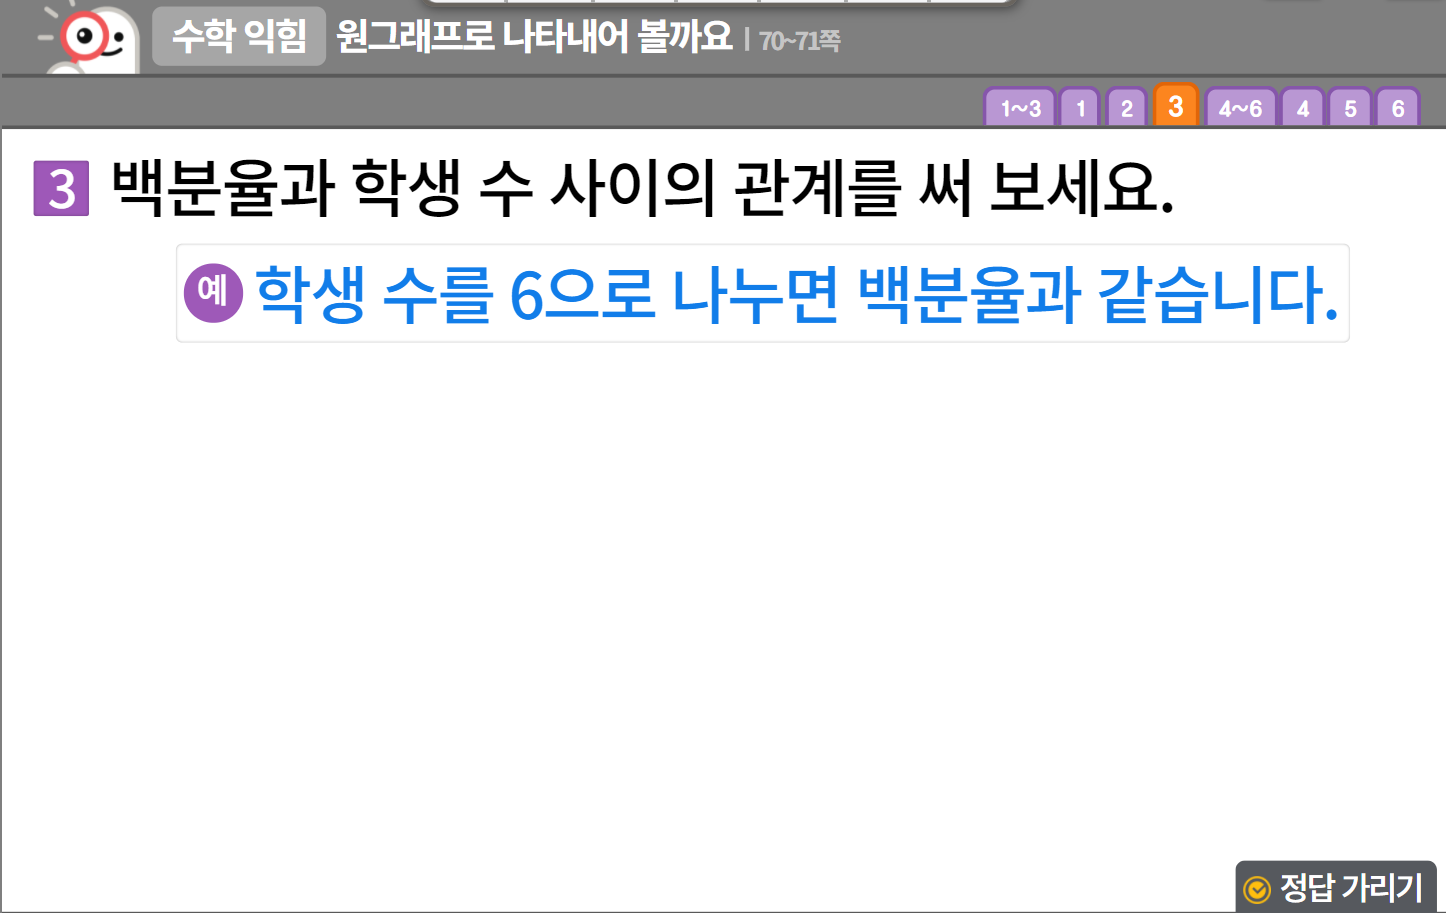 수학 익힘 원그래프로 나타내어 볼까요 | 70~71쪽
1~3 1 2 3 4~6 4 5 6
3 백분율과 학생 수 사이의 관계를 써 보세요.
예 학생 수를 6으로 나누면 백분율과 같습니다.
정답 가리기